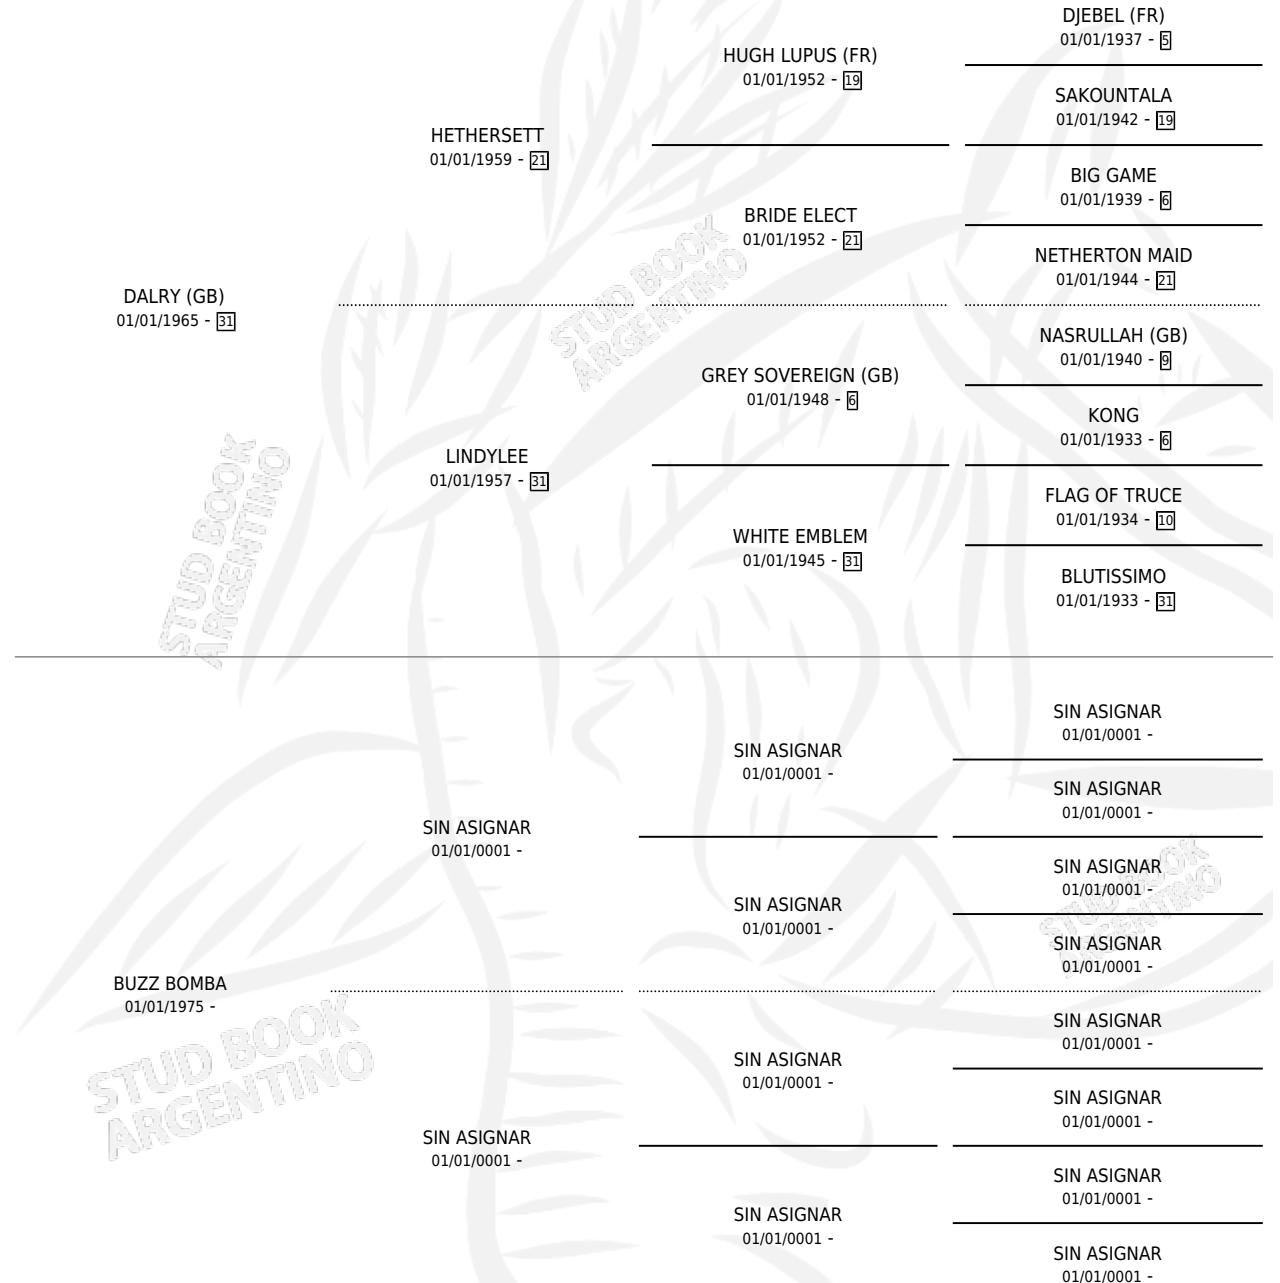 DJEBEL (FR)
01/01/1937 - 5
HUGH LUPUS (FR)
01/01/1952 - 19
SAKOUNTALA
01/01/1942 - 19
HETHERSETT
01/01/1959 - 21
BIG GAME
01/01/1939 - 6
BRIDE ELECT
01/01/1952 - 21
NETHERTON MAID
01/01/1944 - 21
DALRY (GB)
01/01/1965 - 31
STUD BOOK
ARGENTINO
NASRULLAH (GB)
01/01/1940 - 9
GREY SOVEREIGN (GB)
01/01/1948 - 6
KONG
01/01/1933 - 6
LINDYLEE
01/01/1957 - 31
FLAG OF TRUCE
01/01/1934 - 10
WHITE EMBLEM
01/01/1945 - 31
BLUTISSIMO
01/01/1933 - 31
STUD BOOK
ARGENTINO
SIN ASIGNAR
01/01/0001 -
SIN ASIGNAR
01/01/0001 -
SIN ASIGNAR
01/01/0001 -
SIN ASIGNAR
01/01/0001 -
SIN ASIGNAR
01/01/0001 -
SIN ASIGNAR
01/01/0001 -
SIN ASIGNAR
01/01/0001 -
STUD BOOK
ARGENTINO
BUZZ BOMBA
01/01/1975 -
STUD BOOK
ARGENTINO
SIN ASIGNAR
01/01/0001 -
SIN ASIGNAR
01/01/0001 -
SIN ASIGNAR
01/01/0001 -
SIN ASIGNAR
01/01/0001 -
SIN ASIGNAR
01/01/0001 -
SIN ASIGNAR
01/01/0001 -
SIN ASIGNAR
01/01/0001 -